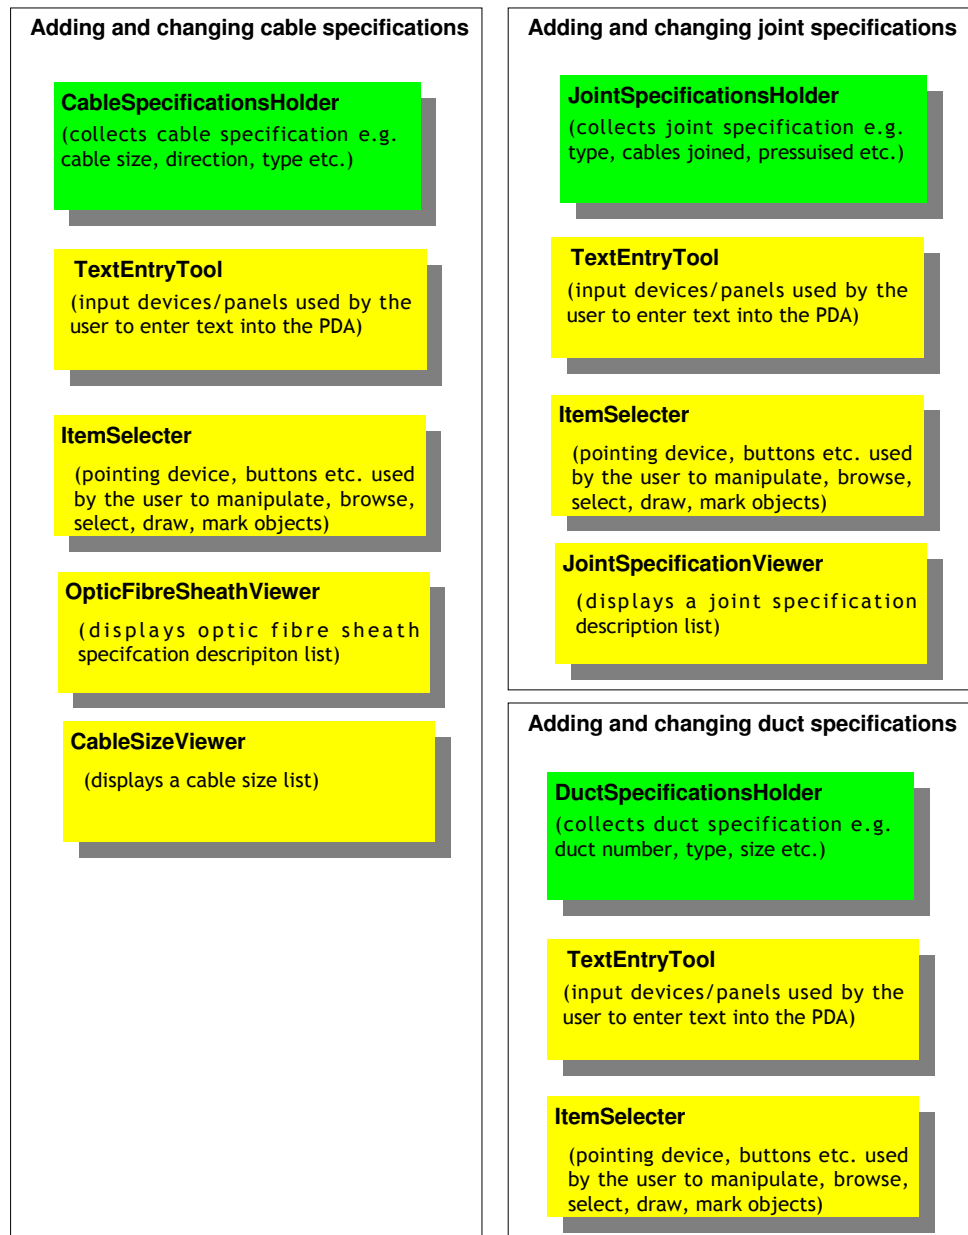 Adding and changing cable specifications
CableSpecificationsHolder
(collects cable specification e.g.
cable size, direction, type etc.)
TextEntryTool
(input devices/panels used by the
user to enter text into the PDA)
ItemSelecter
(pointing device, buttons etc. used
by the user to manipulate, browse,
select, draw, mark objects)
OpticFibreSheathViewer
(displays optic fibre sheath
specifcation descripiton list)
CableSizeViewer
(displays a cable size list)
Adding and changing joint specifications
JointSpecificationsHolder
(collects joint specification e.g.
type, cables joined, pressuised etc.)
TextEntryTool
(input devices/panels used by the
user to enter text into the PDA)
ItemSelecter
(pointing device, buttons etc. used
by the user to manipulate, browse,
select, draw, mark objects)
JointSpecificationViewer
(displays a joint specification
description list)
Adding and changing duct specifications
DuctSpecificationsHolder
(collects duct specification e.g.
duct number, type, size etc.)
TextEntryTool
(input devices/panels used by the
user to enter text into the PDA)
ItemSelecter
(pointing device, buttons etc. used
by the user to manipulate, browse,
select, draw, mark objects)